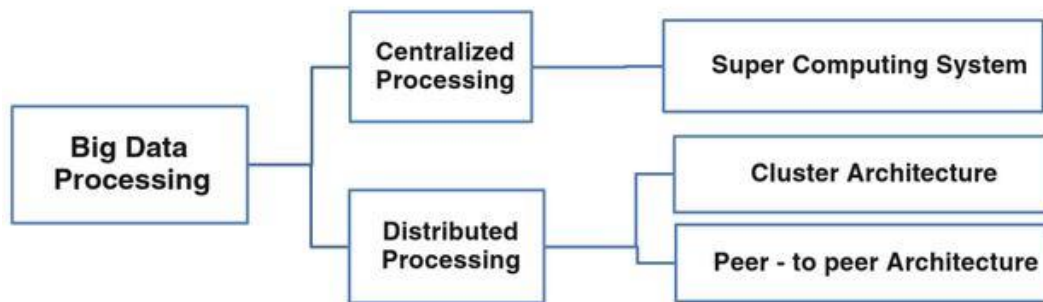 Big Data
Processing
Centralized
Processing
Super Computing System
Distributed
Processing
Cluster Architecture
Peer - to peer Architecture